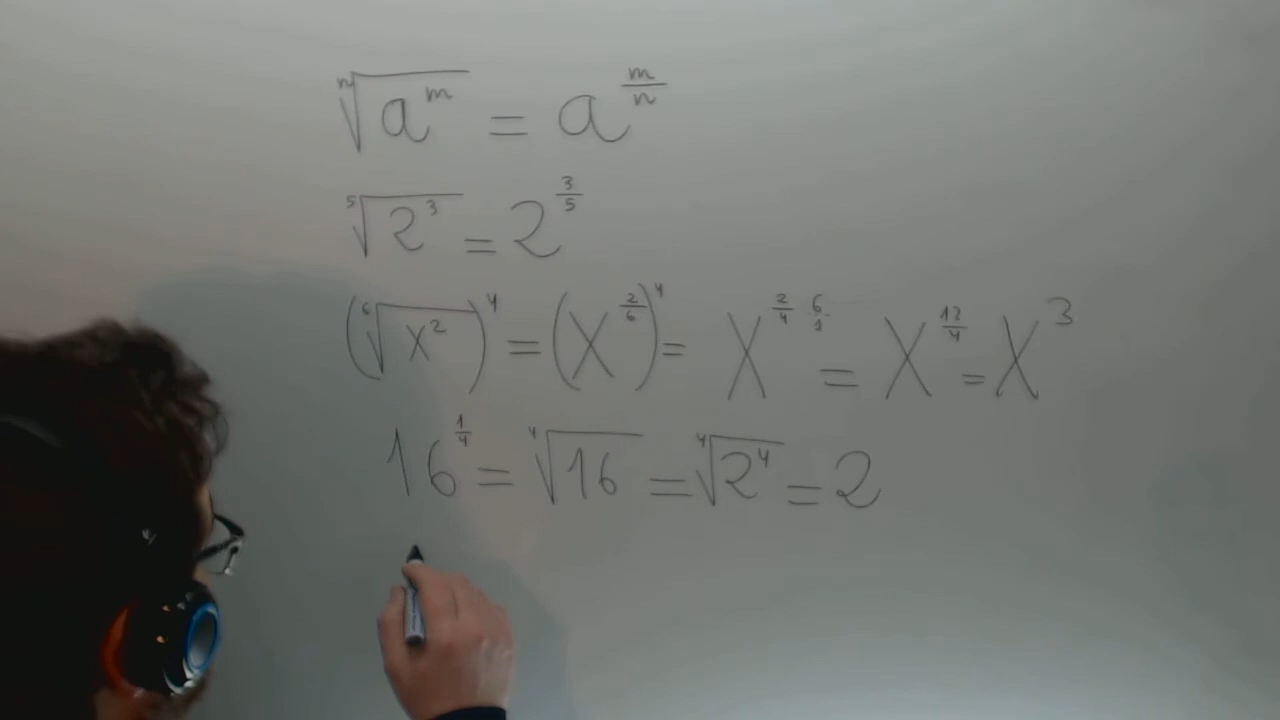 ⁿ√(aᵐ) = a^(m/n)
⁵√(2³) = 2^(3/5)
(⁶√(x²))⁴ = (x^(2/6))⁴ = x^(2/4 · 6/1) = x^(12/4) = x³
16^(1/4) = ⁴√16 = ⁴√(2⁴) = 2